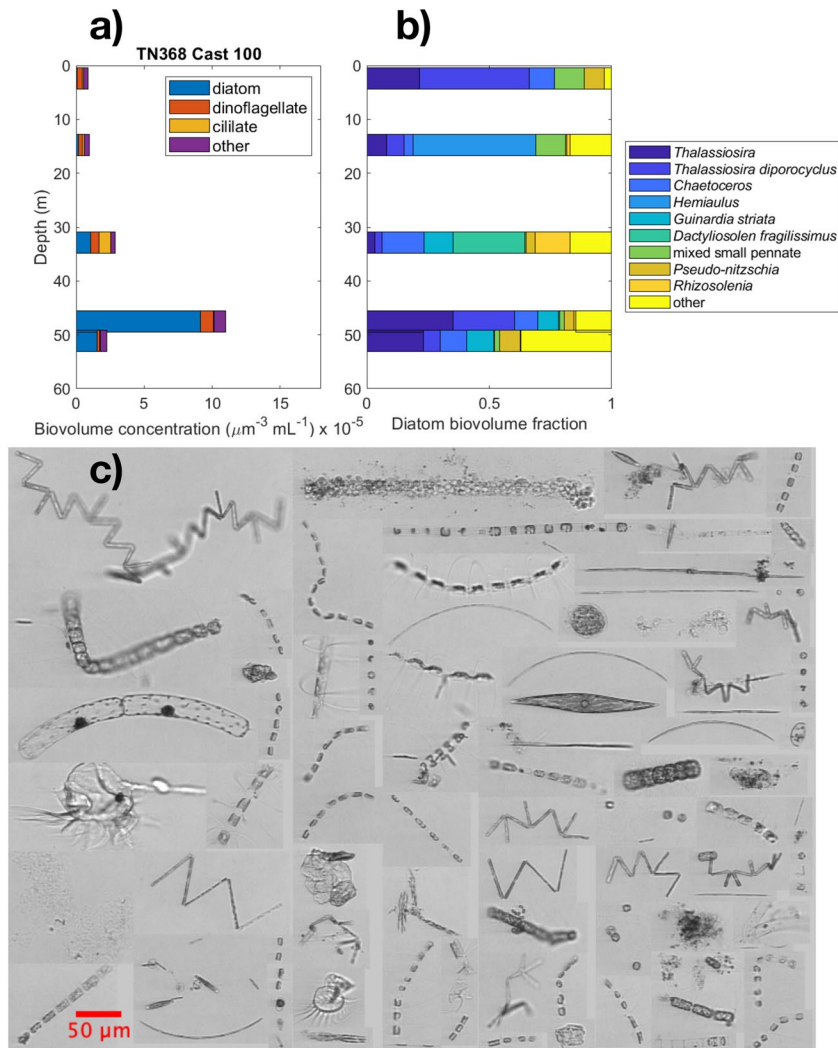 a)
b)
TN368 Cast 100
0
10
20
30
40
50
60
Depth (m)
diatom
dinoflagellate
cililate
other
0
5
10
15
Biovolume concentration (μm⁻³ mL⁻¹) x 10⁻⁵
0
10
20
30
40
50
60
0
0.5
1
Diatom biovolume fraction
Thalassiosira
Thalassiosira diporocyclus
Chaetoceros
Hemiaulus
Guinardia striata
Dactyliosolen fragilissimus
mixed small pennate
Pseudo-nitzschia
Rhizosolenia
other
c)
50 μm